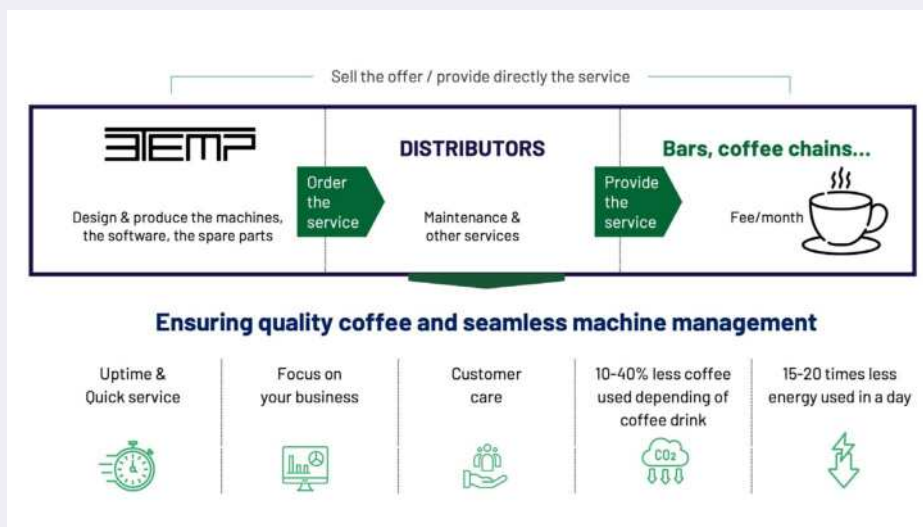 Sell the offer / provide directly the service
3TEMP
DISTRIBUTORS
Bars, coffee chains...
Order
the
service
Provide
the
service
Design & produce the machines,
the software, the spare parts
Maintenance &
other services
Fee/month
Ensuring quality coffee and seamless machine management
Uptime &
Quick service
Focus on
your business
Customer
care
10-40% less coffee
used depending of
coffee drink
15-20 times less
energy used in a day
CO₂